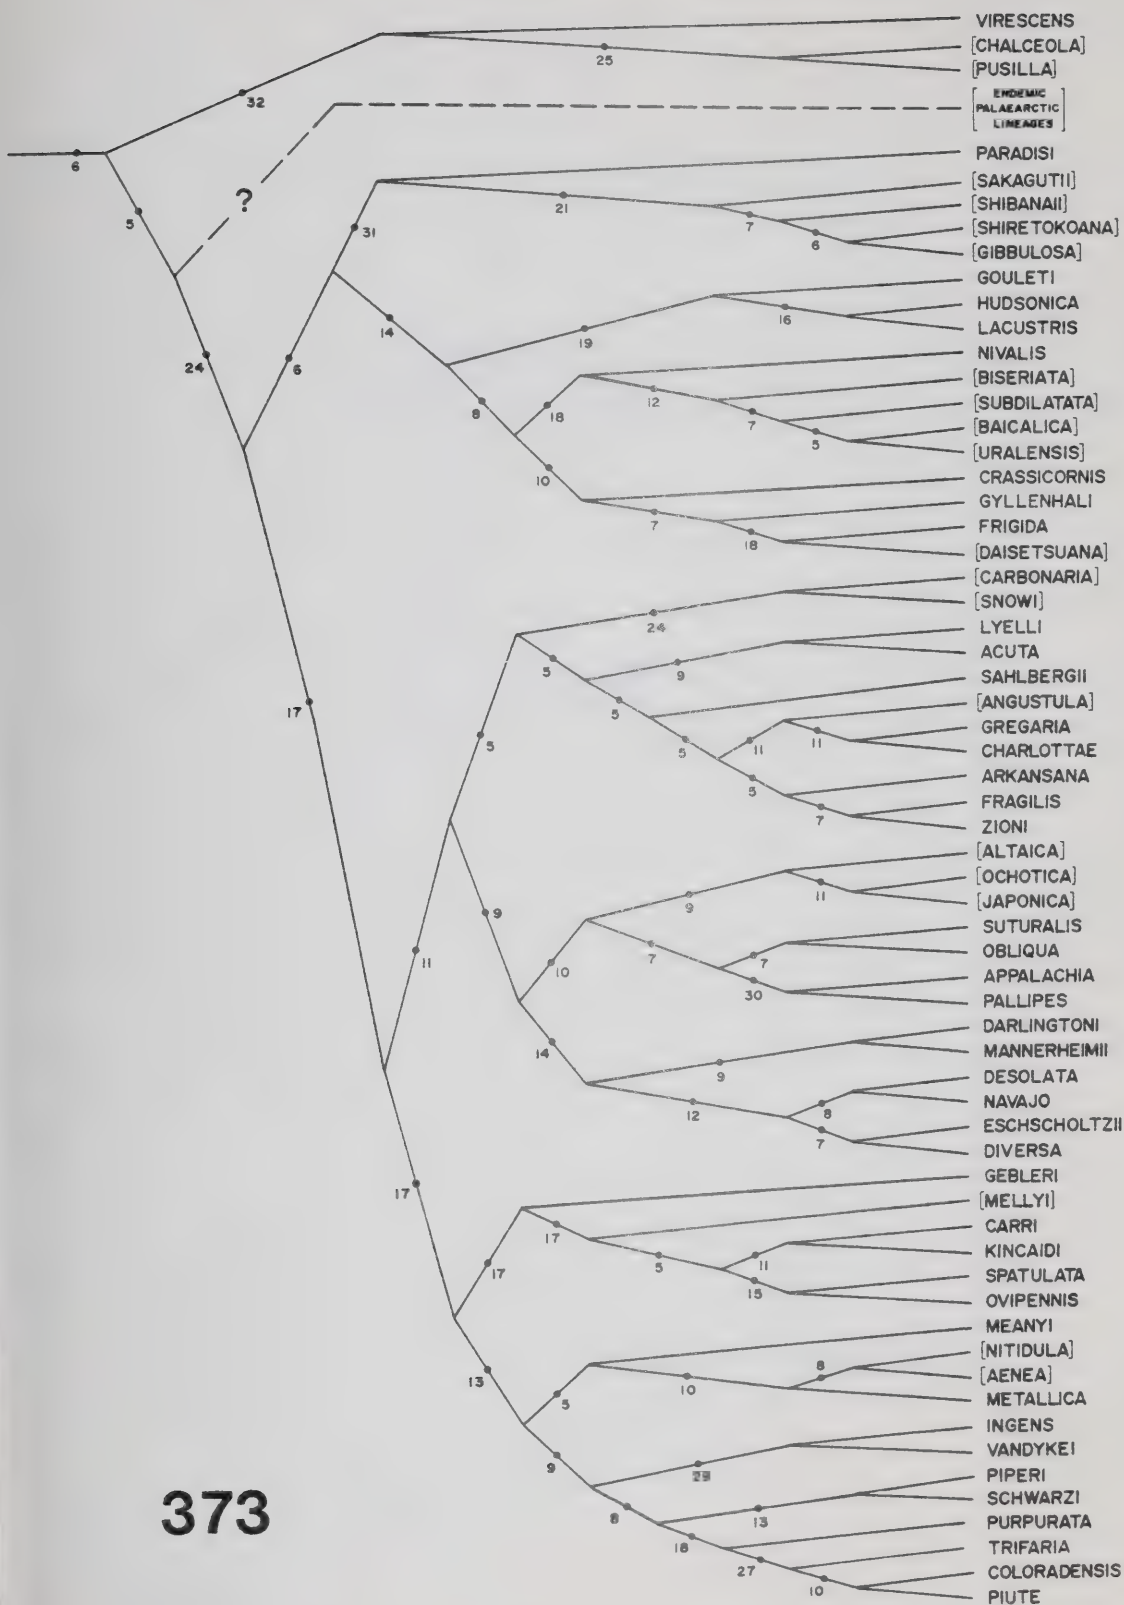 VIRESCENS
[CHALCEOLA]
25
[PUSILLA]
32
[ENDEMIC
PALAEARCTIC
LINEAGES]
6
PARADISI
5
?
[SAKAGUTII]
21
[SHIBANAII]
7
31
[SHIRETOKOANA]
6
[GIBBULOSA]
GOULETI
14
HUDSONICA
16
19
LACUSTRIS
24
6
NIVALIS
[BISERIATA]
12
8
18
[SUBDILATATA]
7
[BAICALICA]
5
[URALENSIS]
10
CRASSICORNIS
GYLLENHALI
7
FRIGIDA
18
[DAISETSUANA]
[CARBONARIA]
[SNOWI]
24
LYELLI
ACUTA
5
9
SAHLBERGII
17
5
[ANGUSTULA]
5
5
11
11
GREGARIA
CHARLOTTAE
5
ARKANSANA
7
FRAGILIS
ZIONI
[ALTAICA]
[OCHOTICA]
9
11
[JAPONICA]
9
SUTURALIS
7
7
OBLIQUA
11
10
APPALACHIA
30
PALLIPES
DARLINGTONI
14
MANNERHEIMII
9
DESOLATA
12
8
NAVAJO
7
ESCHSCHOLTZII
DIVERSA
GEBLERI
17
[MELLYI]
17
CARRI
17
5
11
KINCAIDI
15
SPATULATA
OVIPENNIS
MEANYI
13
8
[NITIDULA]
10
[AENEA]
5
METALLICA
INGENS
9
29
VANDYKEI
PIPERI
8
13
SCHWARZI
18
PURPURATA
27
TRIFARIA
10
COLORADENSIS
PIUTE
373